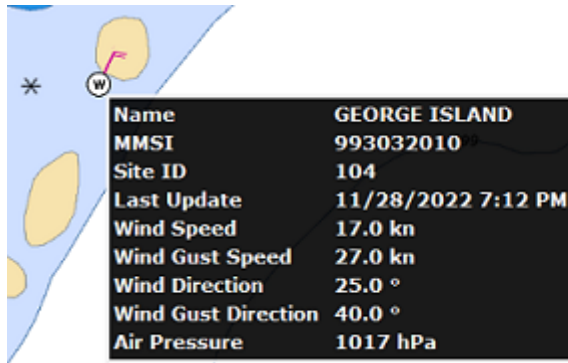 W
Name GEORGE ISLAND
MMSI 993032010
Site ID 104
Last Update 11/28/2022 7:12 PM
Wind Speed 17.0 kn
Wind Gust Speed 27.0 kn
Wind Direction 25.0 °
Wind Gust Direction 40.0 °
Air Pressure 1017 hPa